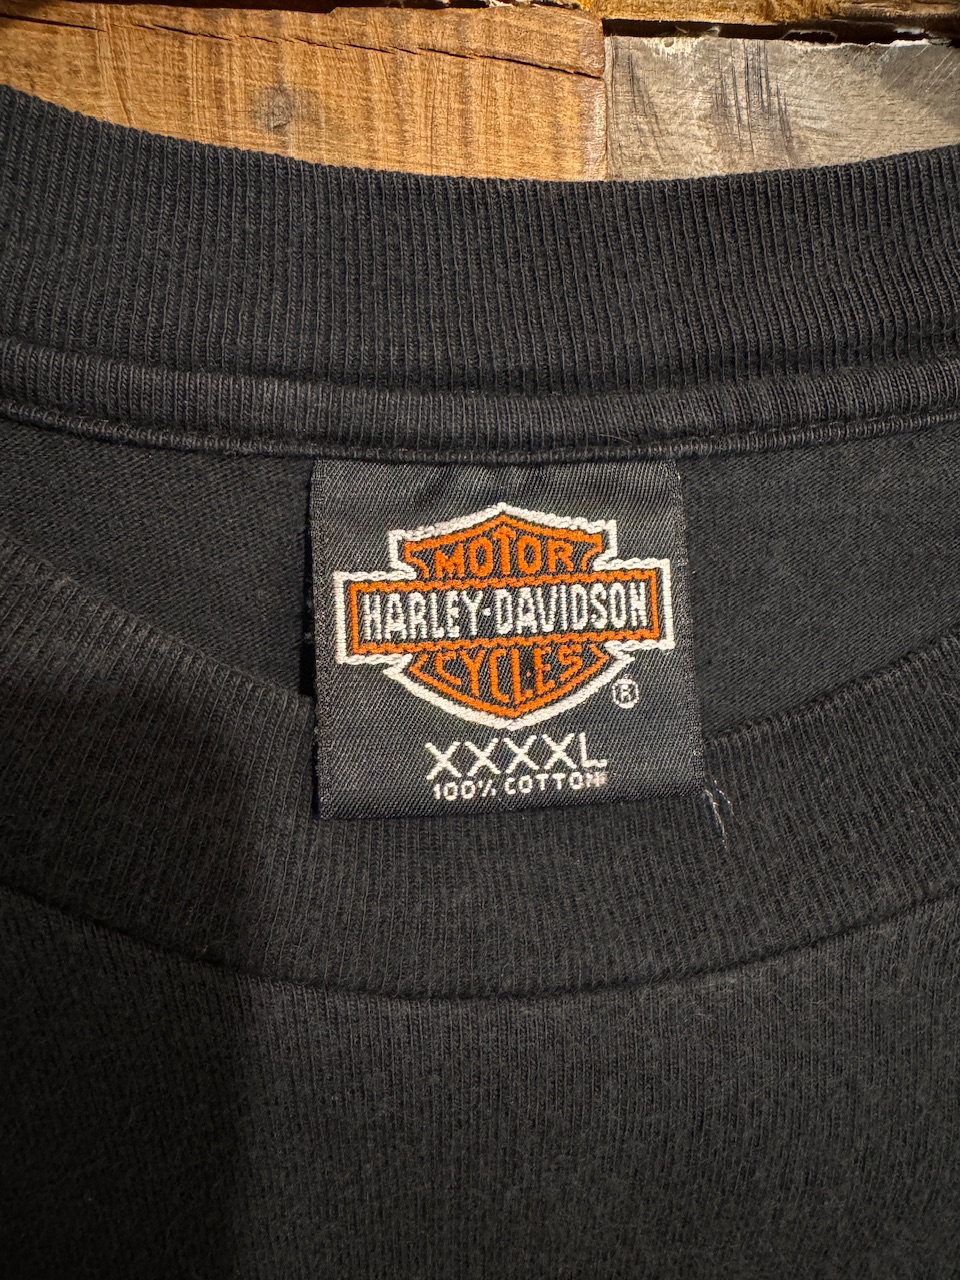 MOTOR
HARLEY-DAVIDSON
CYCLES
®
XXXXL
100% COTTON